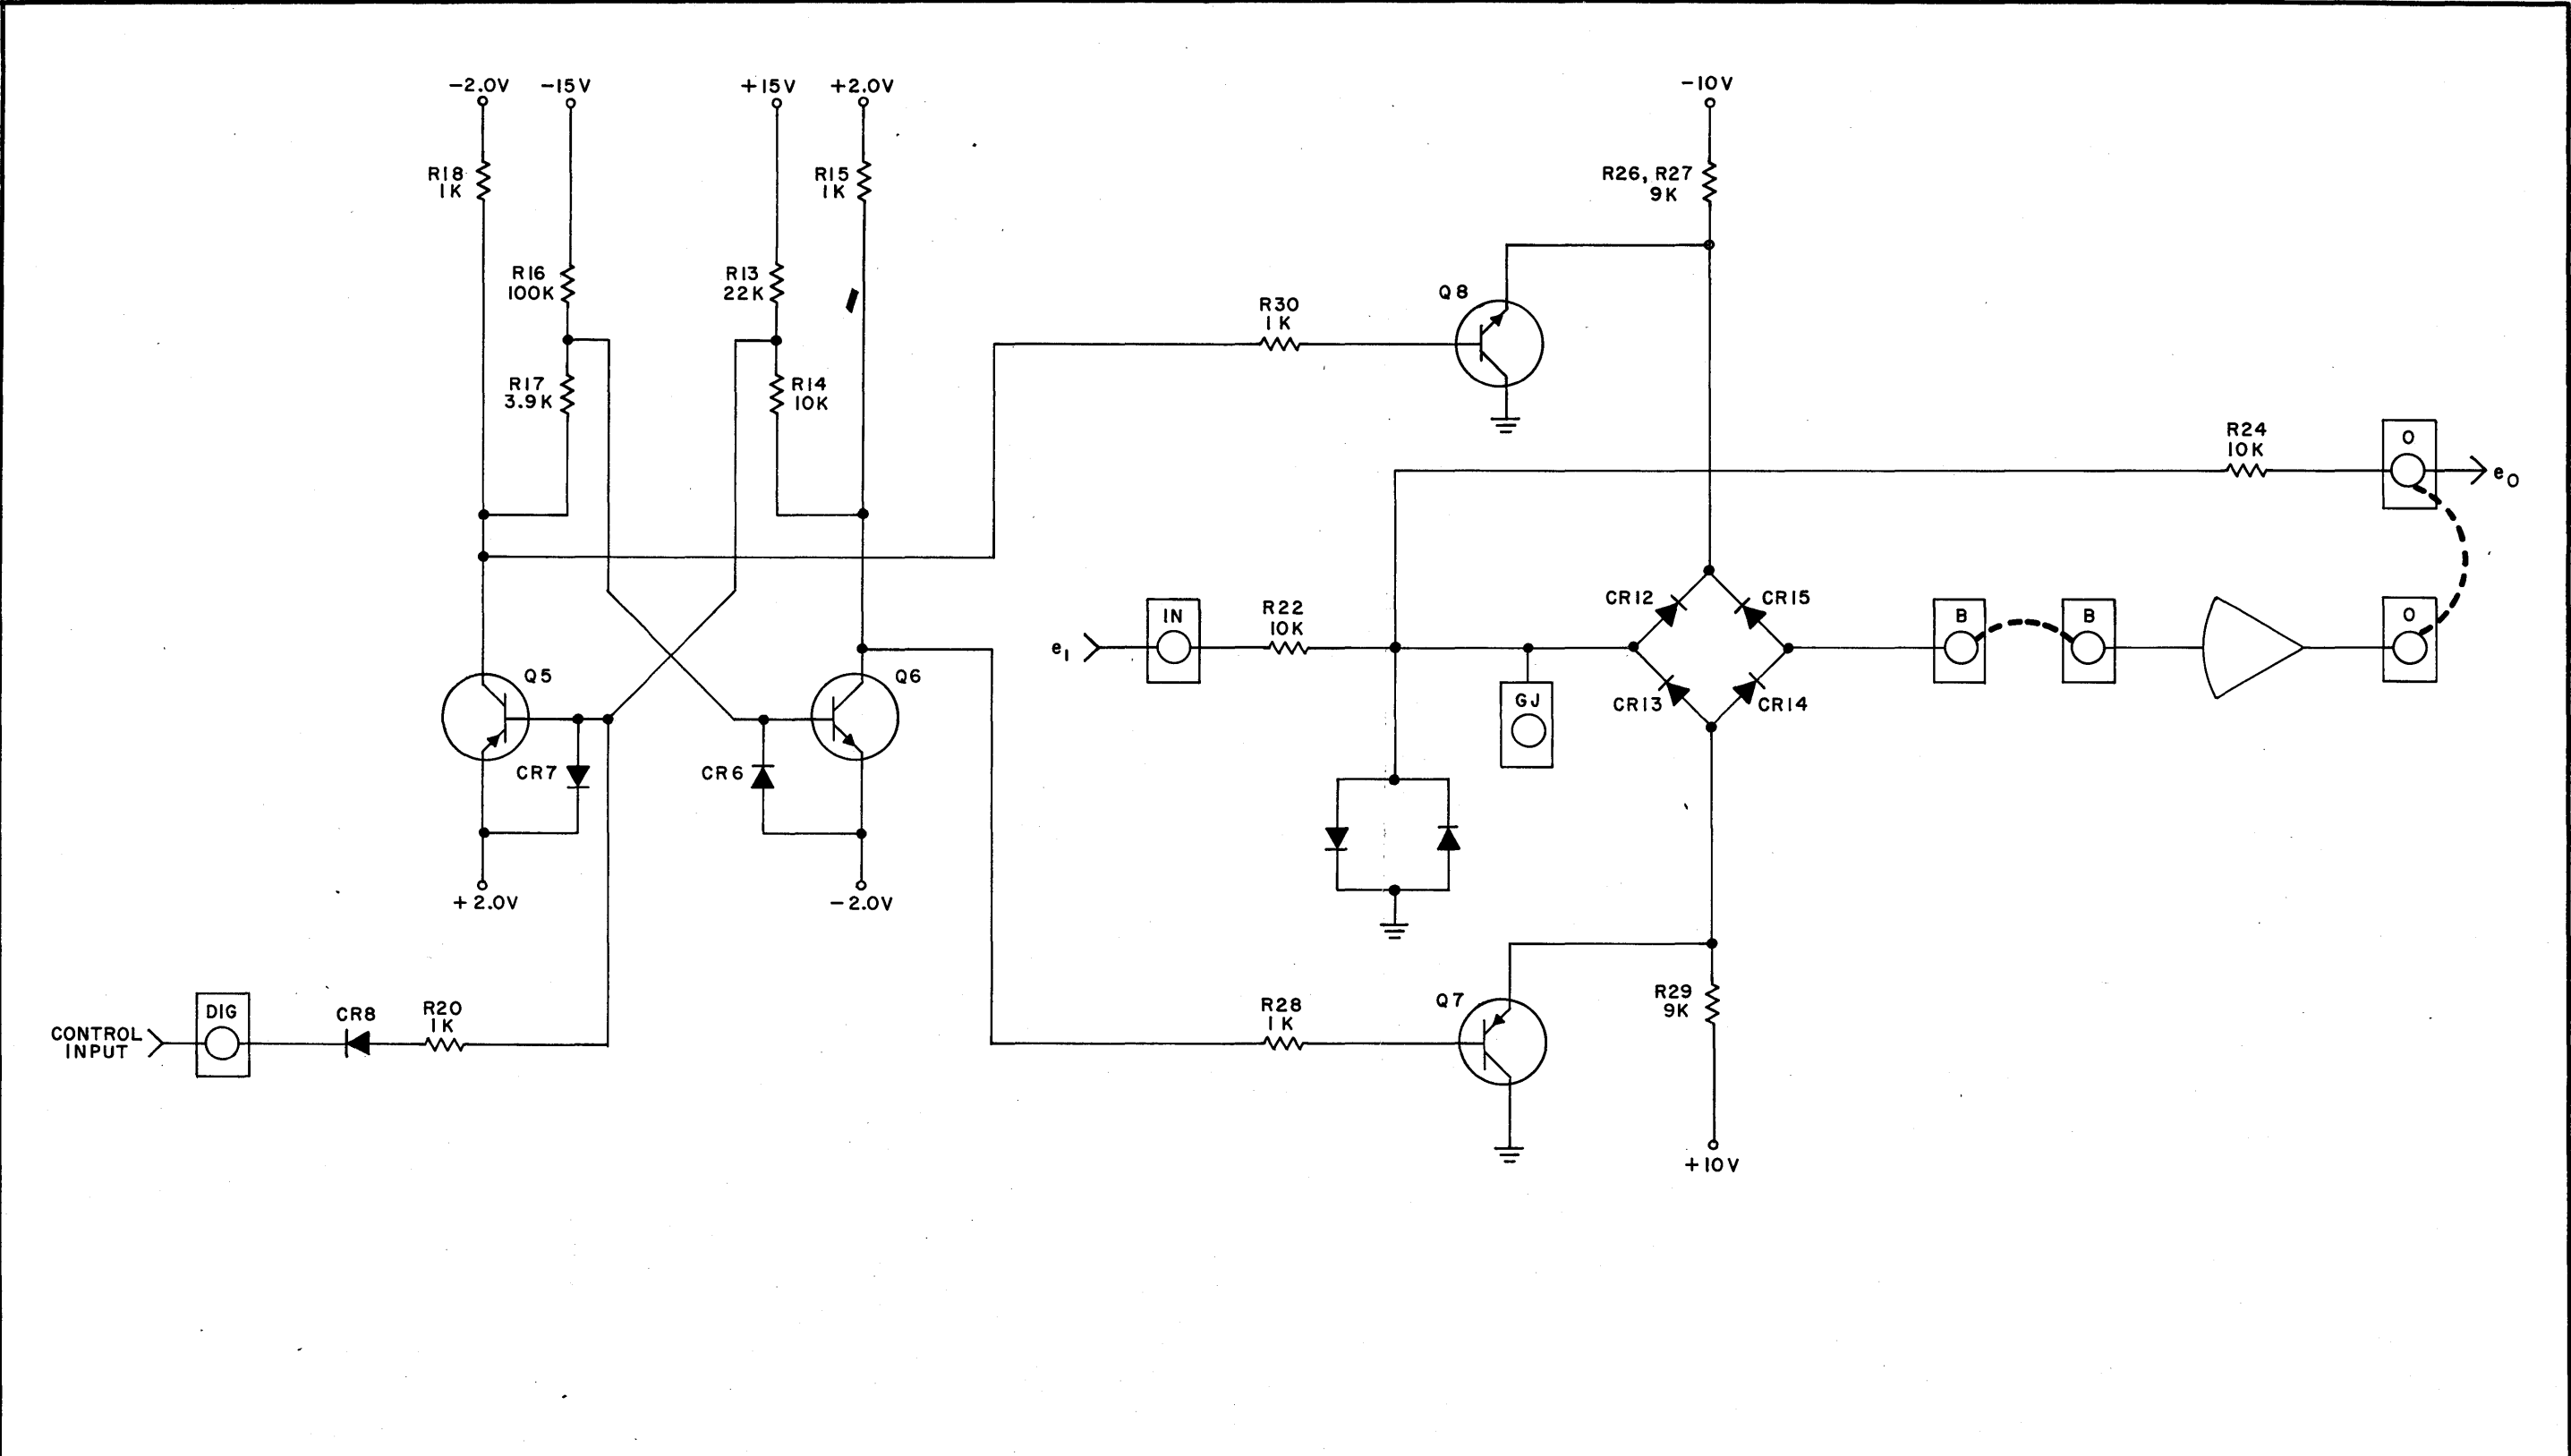 −2.0V
−15V
+15V
+2.0V
−10V
R18
1K
R15
1K
R26, R27
9K
R16
100K
R13
22K
Q8
R30
1K
R17
3.9K
R14
10K
R24
10K
O
e0
IN
R22
10K
e1
CR12
CR15
B
B
O
Q5
Q6
GJ
CR13
CR14
CR7
CR6
+2.0V
−2.0V
CONTROL
INPUT
DIG
CR8
R20
1K
R28
1K
Q7
R29
9K
+10V